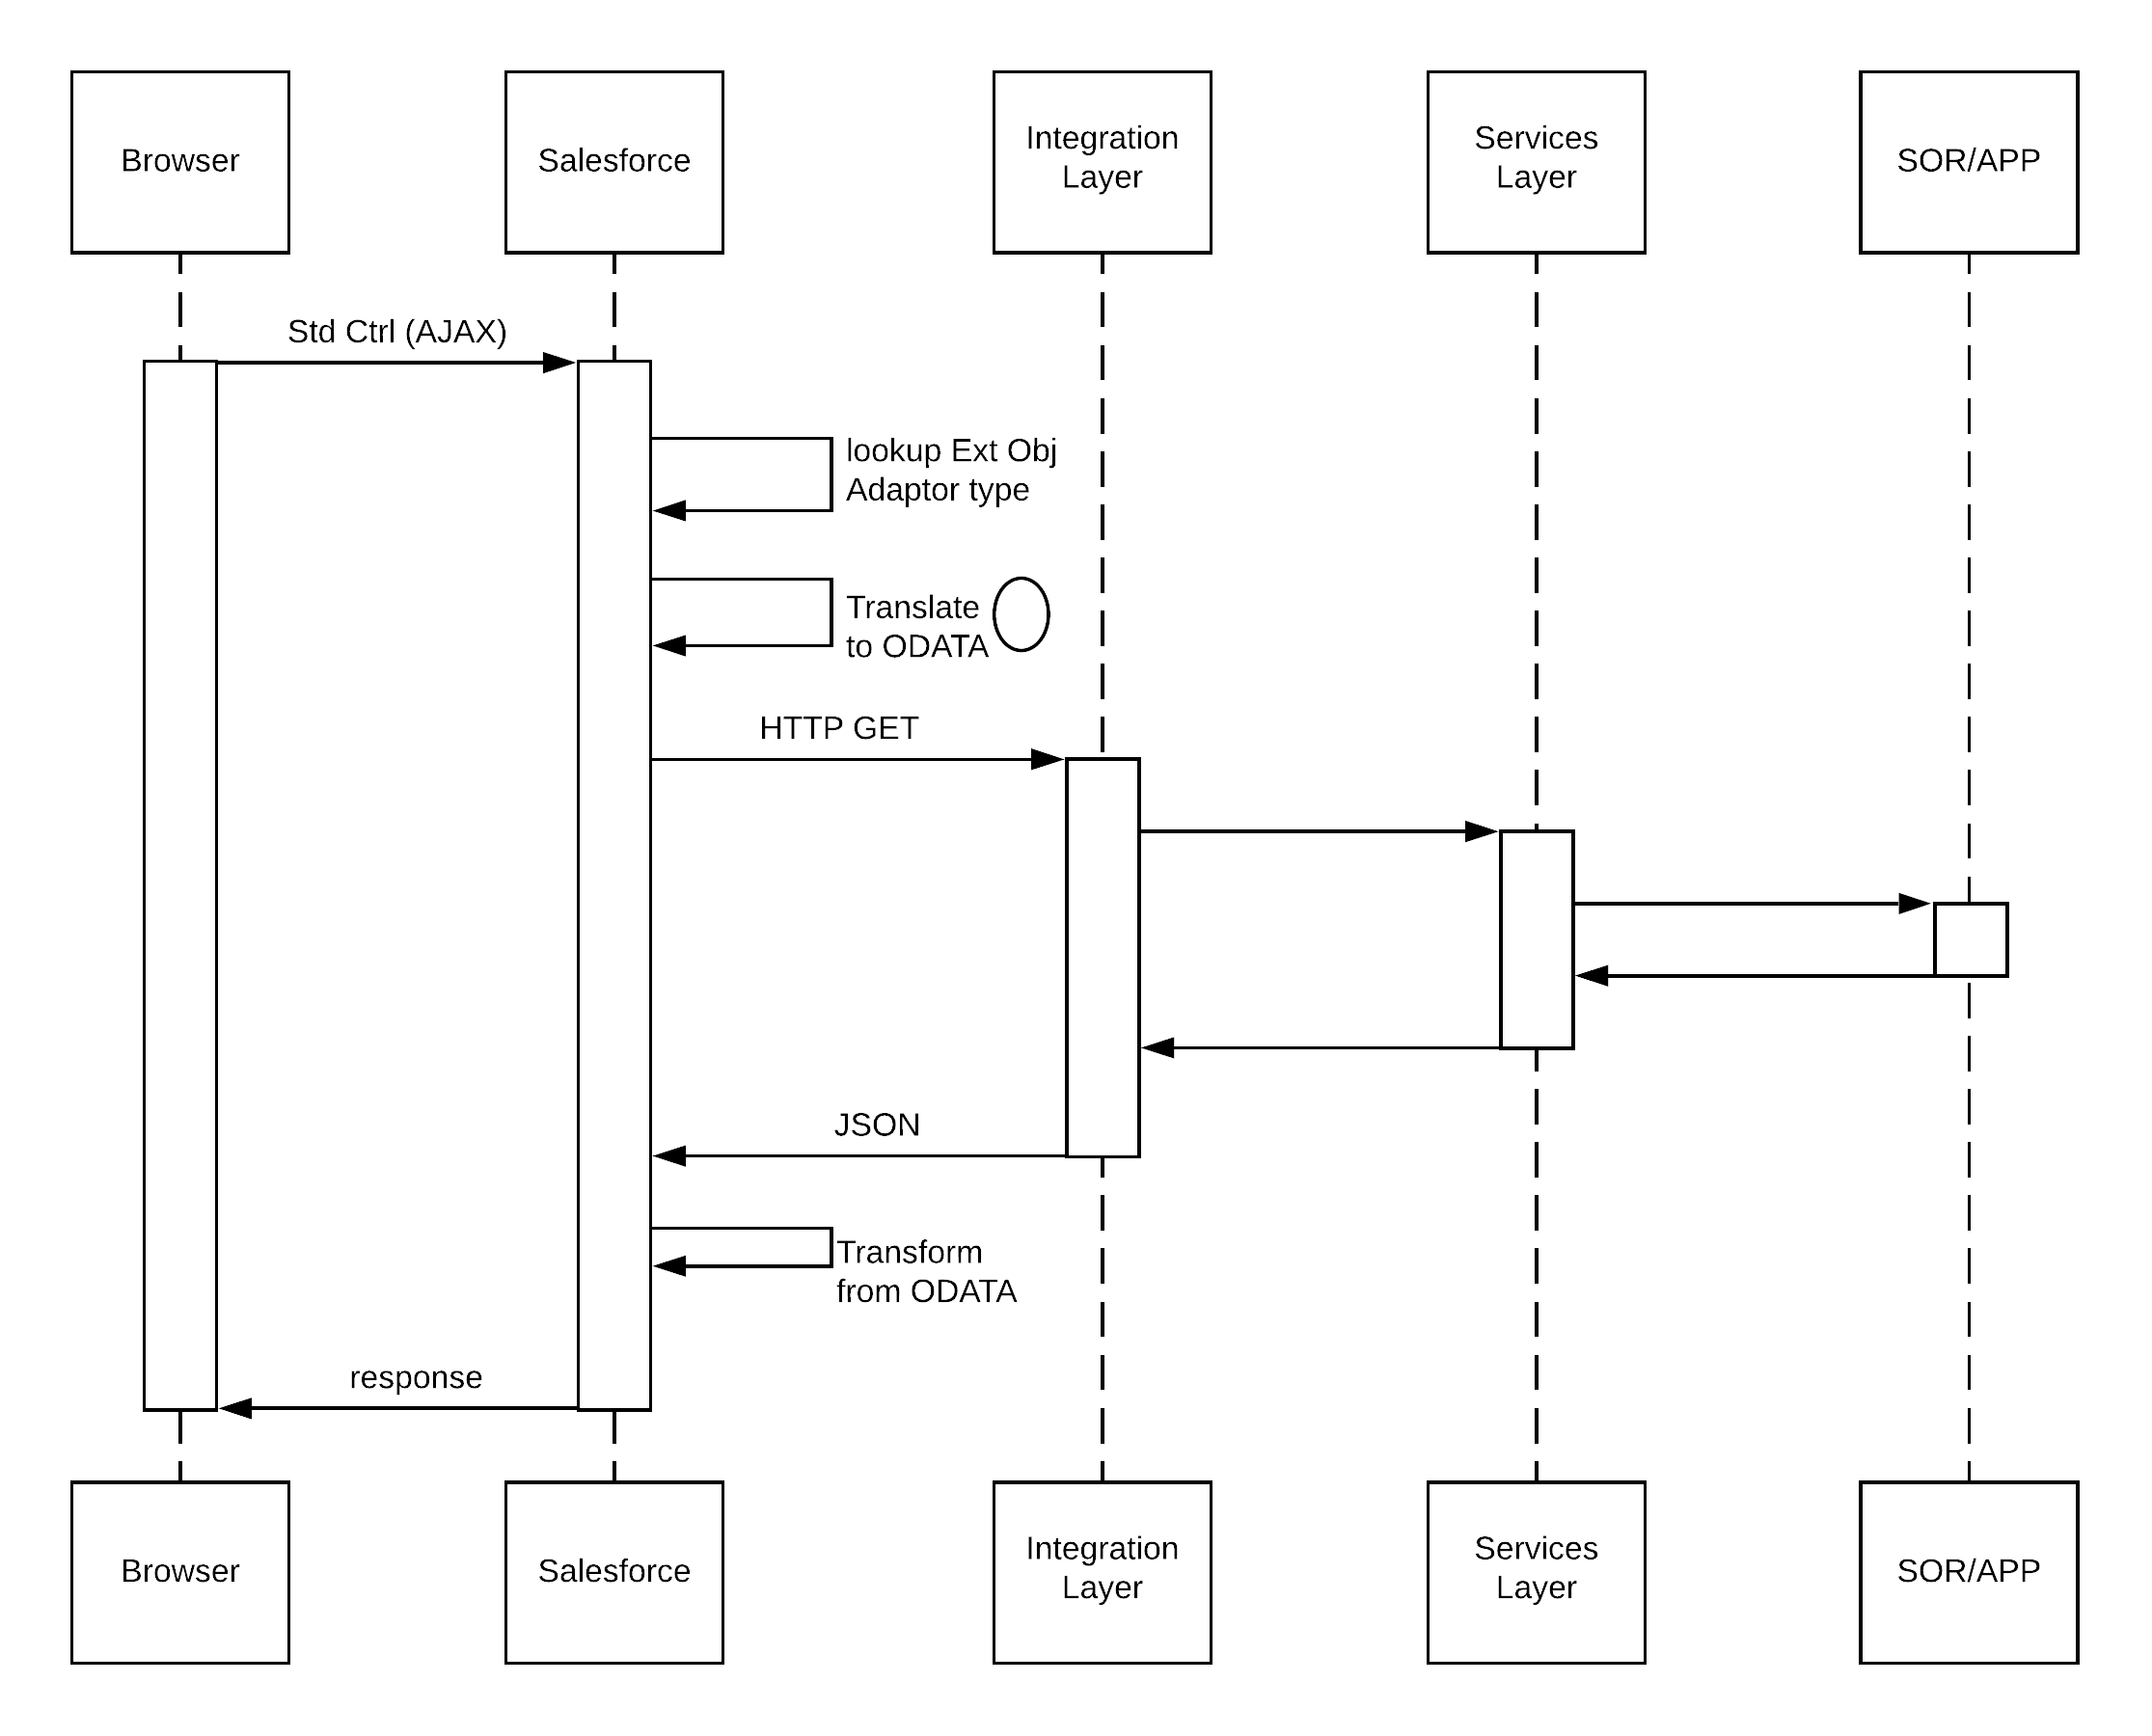 Browser
Salesforce
Integration
Layer
Services
Layer
SOR/APP
Std Ctrl (AJAX)
lookup Ext Obj
Adaptor type
Translate
to ODATA
HTTP GET
JSON
Transform
from ODATA
response
Browser
Salesforce
Integration
Layer
Services
Layer
SOR/APP